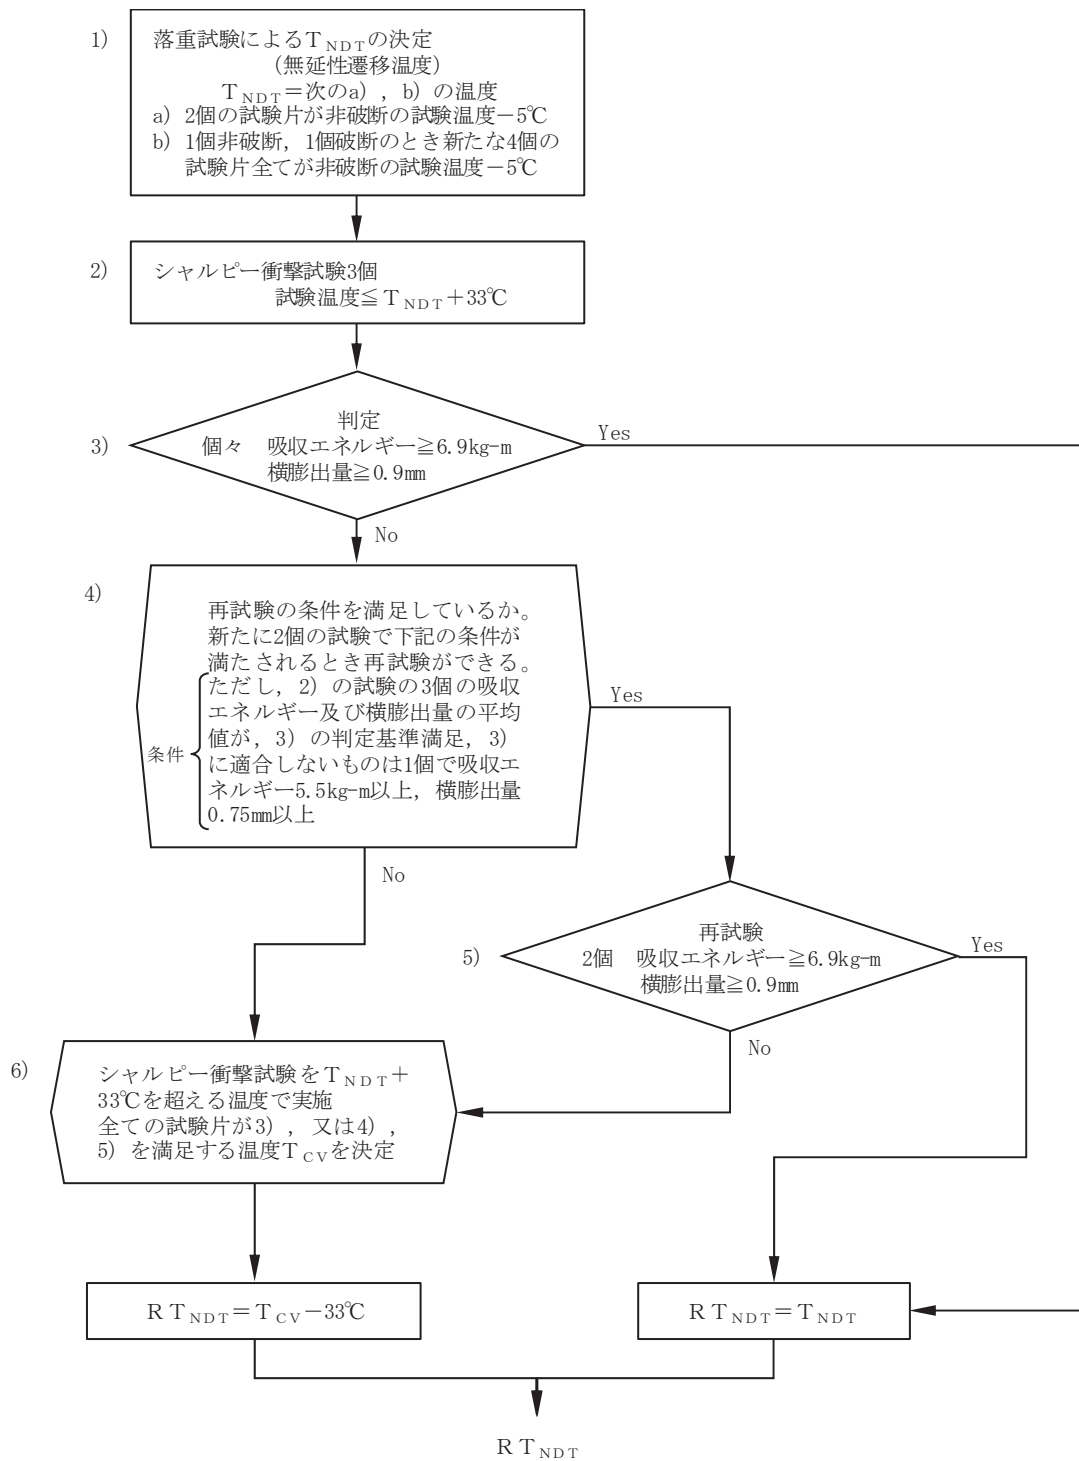 1)
落重試験によるTNDTの決定
(無延性遷移温度)
TNDT＝次のa), b) の温度
a) 2個の試験片が非破断の試験温度－5℃
b) 1個非破断, 1個破断のとき新たな4個の
試験片全てが非破断の試験温度－5℃
2)
シャルピー衝撃試験3個
試験温度≦TNDT＋33℃
3)
判定
個々　吸収エネルギー≧6.9kg-m
横膨出量≧0.9mm
Yes
No
4)
再試験の条件を満足しているか。
新たに2個の試験で下記の条件が
満たされるとき再試験ができる。
条件
ただし, 2) の試験の3個の吸収
エネルギー及び横膨出量の平均
値が, 3) の判定基準満足, 3)
に適合しないものは1個で吸収エ
ネルギー5.5kg-m以上, 横膨出量
0.75mm以上
Yes
No
5)
再試験
2個　吸収エネルギー≧6.9kg-m
横膨出量≧0.9mm
Yes
No
6)
シャルピー衝撃試験をTNDT＋
33℃を超える温度で実施
全ての試験片が3), 又は4),
5) を満足する温度TCVを決定
RTNDT＝TCV－33℃
RTNDT＝TNDT
RTNDT